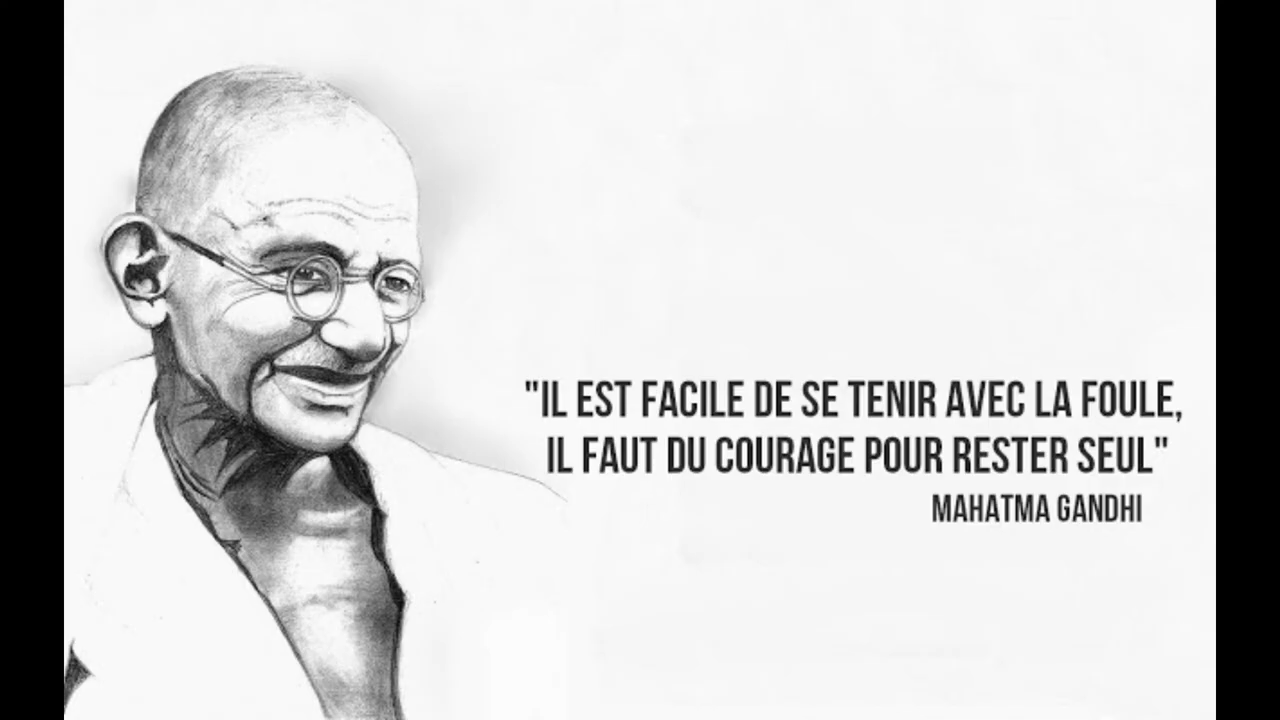 "IL EST FACILE DE SE TENIR AVEC LA FOULE,
IL FAUT DU COURAGE POUR RESTER SEUL"
MAHATMA GANDHI